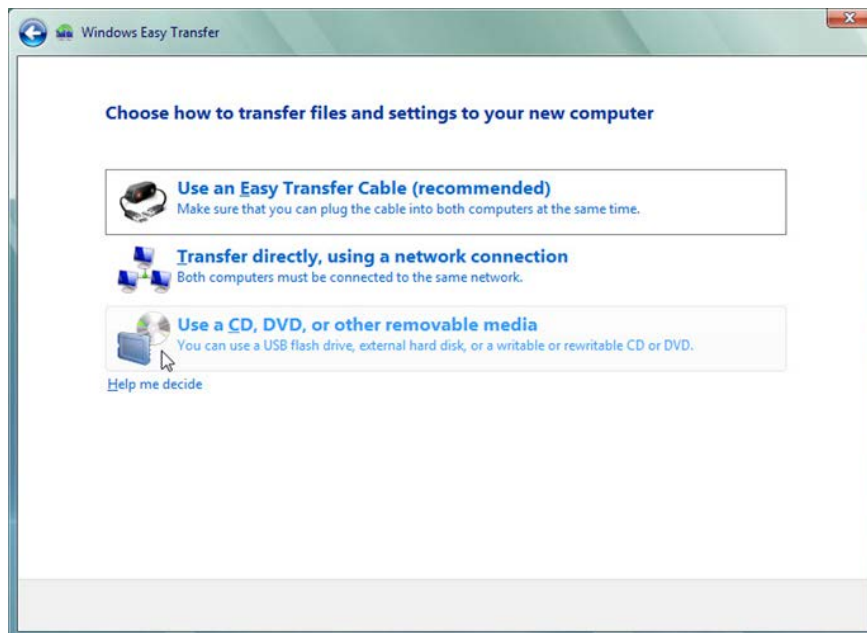 Windows Easy Transfer
Choose how to transfer files and settings to your new computer
Use an Easy Transfer Cable (recommended)
Make sure that you can plug the cable into both computers at the same time.
Transfer directly, using a network connection
Both computers must be connected to the same network.
Use a CD, DVD, or other removable media
You can use a USB flash drive, external hard disk, or a writable or rewritable CD or DVD.
Help me decide